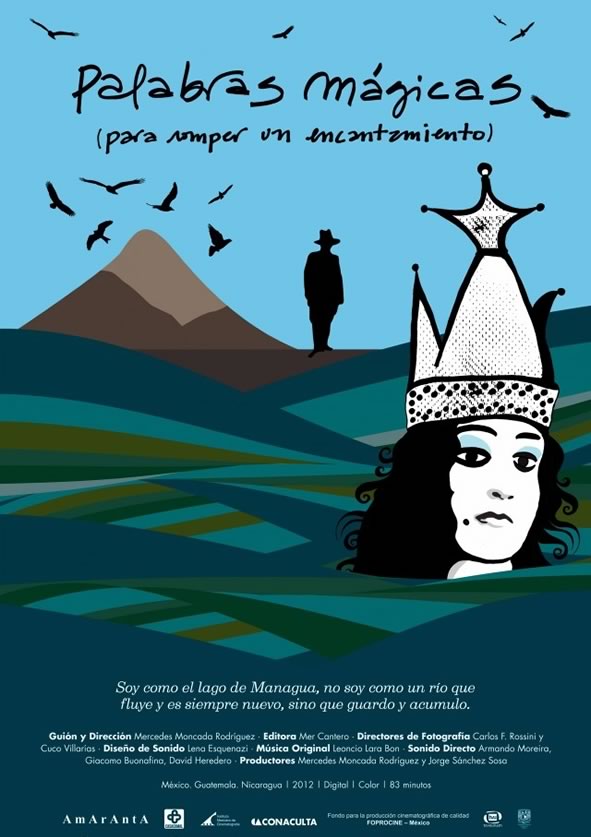 Palabras mágicas
(para romper un encantamiento)
Soy como el lago de Managua, no soy como un río que
fluye y es siempre nuevo, sino que guardo y acumulo.
Guión y Dirección Mercedes Moncada Rodríguez · Editora Mer Cantero · Directores de Fotografía Carlos F. Rossini y
Cuco Villarías · Diseño de Sonido Lena Esquenazi · Música Original Leoncio Lara Bon · Sonido Directo Armando Moreira,
Giacomo Buonafina, David Heredero · Productores Mercedes Moncada Rodríguez y Jorge Sánchez Sosa
México. Guatemala. Nicaragua | 2012 | Digital | Color | 83 minutos
AmArAntA
Instituto
Mexicano de
Cinematografía
CONACULTA
Fondo para la producción cinematográfica de calidad
FOPROCINE – México